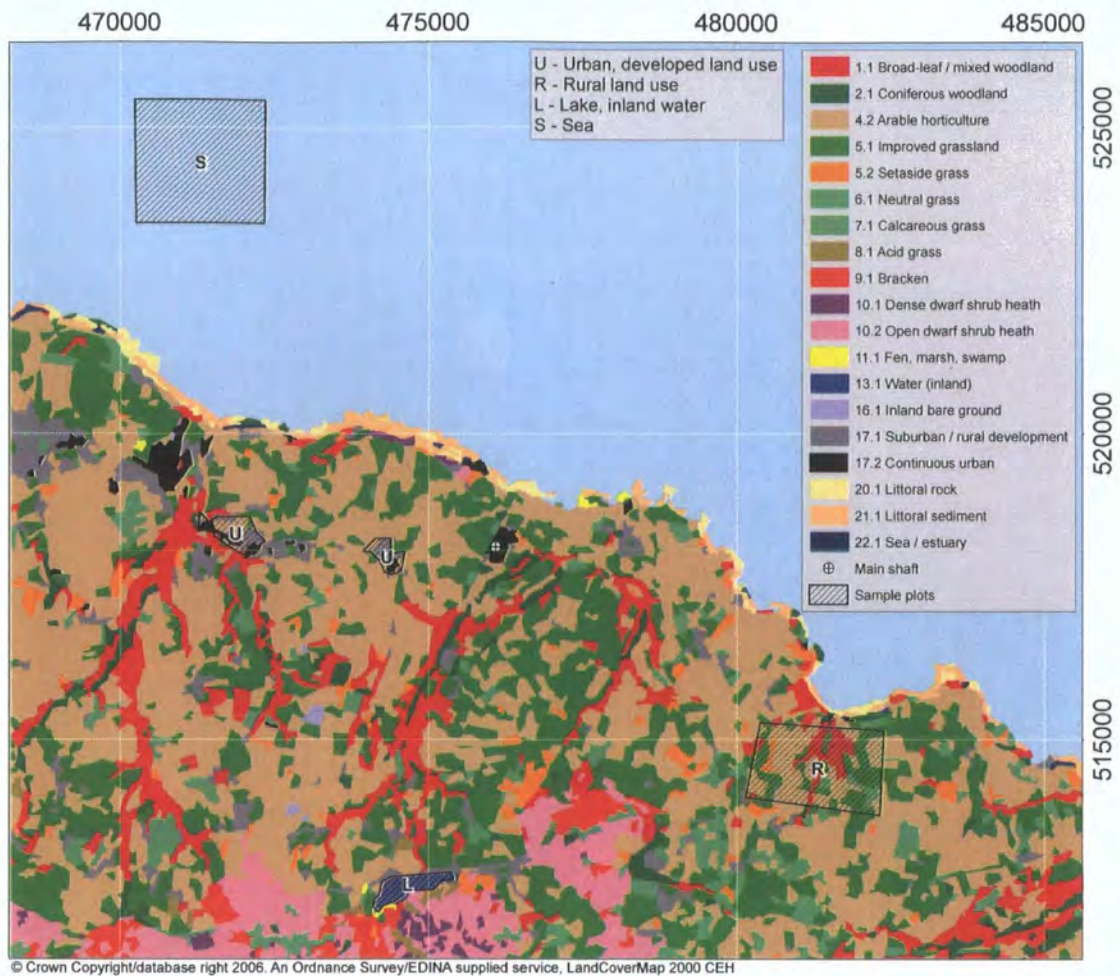 470000 475000 480000 485000
U - Urban, developed land use
R - Rural land use
L - Lake, inland water
S - Sea
1.1 Broad-leaf / mixed woodland
2.1 Coniferous woodland
4.2 Arable horticulture
5.1 Improved grassland
5.2 Setaside grass
6.1 Neutral grass
7.1 Calcareous grass
8.1 Acid grass
9.1 Bracken
10.1 Dense dwarf shrub heath
10.2 Open dwarf shrub heath
11.1 Fen, marsh, swamp
13.1 Water (inland)
16.1 Inland bare ground
17.1 Suburban / rural development
17.2 Continuous urban
20.1 Littoral rock
21.1 Littoral sediment
22.1 Sea / estuary
Main shaft
Sample plots
525000
520000
515000
S
U
U
R
L
© Crown Copyright/database right 2006. An Ordnance Survey/EDINA supplied service, LandCoverMap 2000 CEH